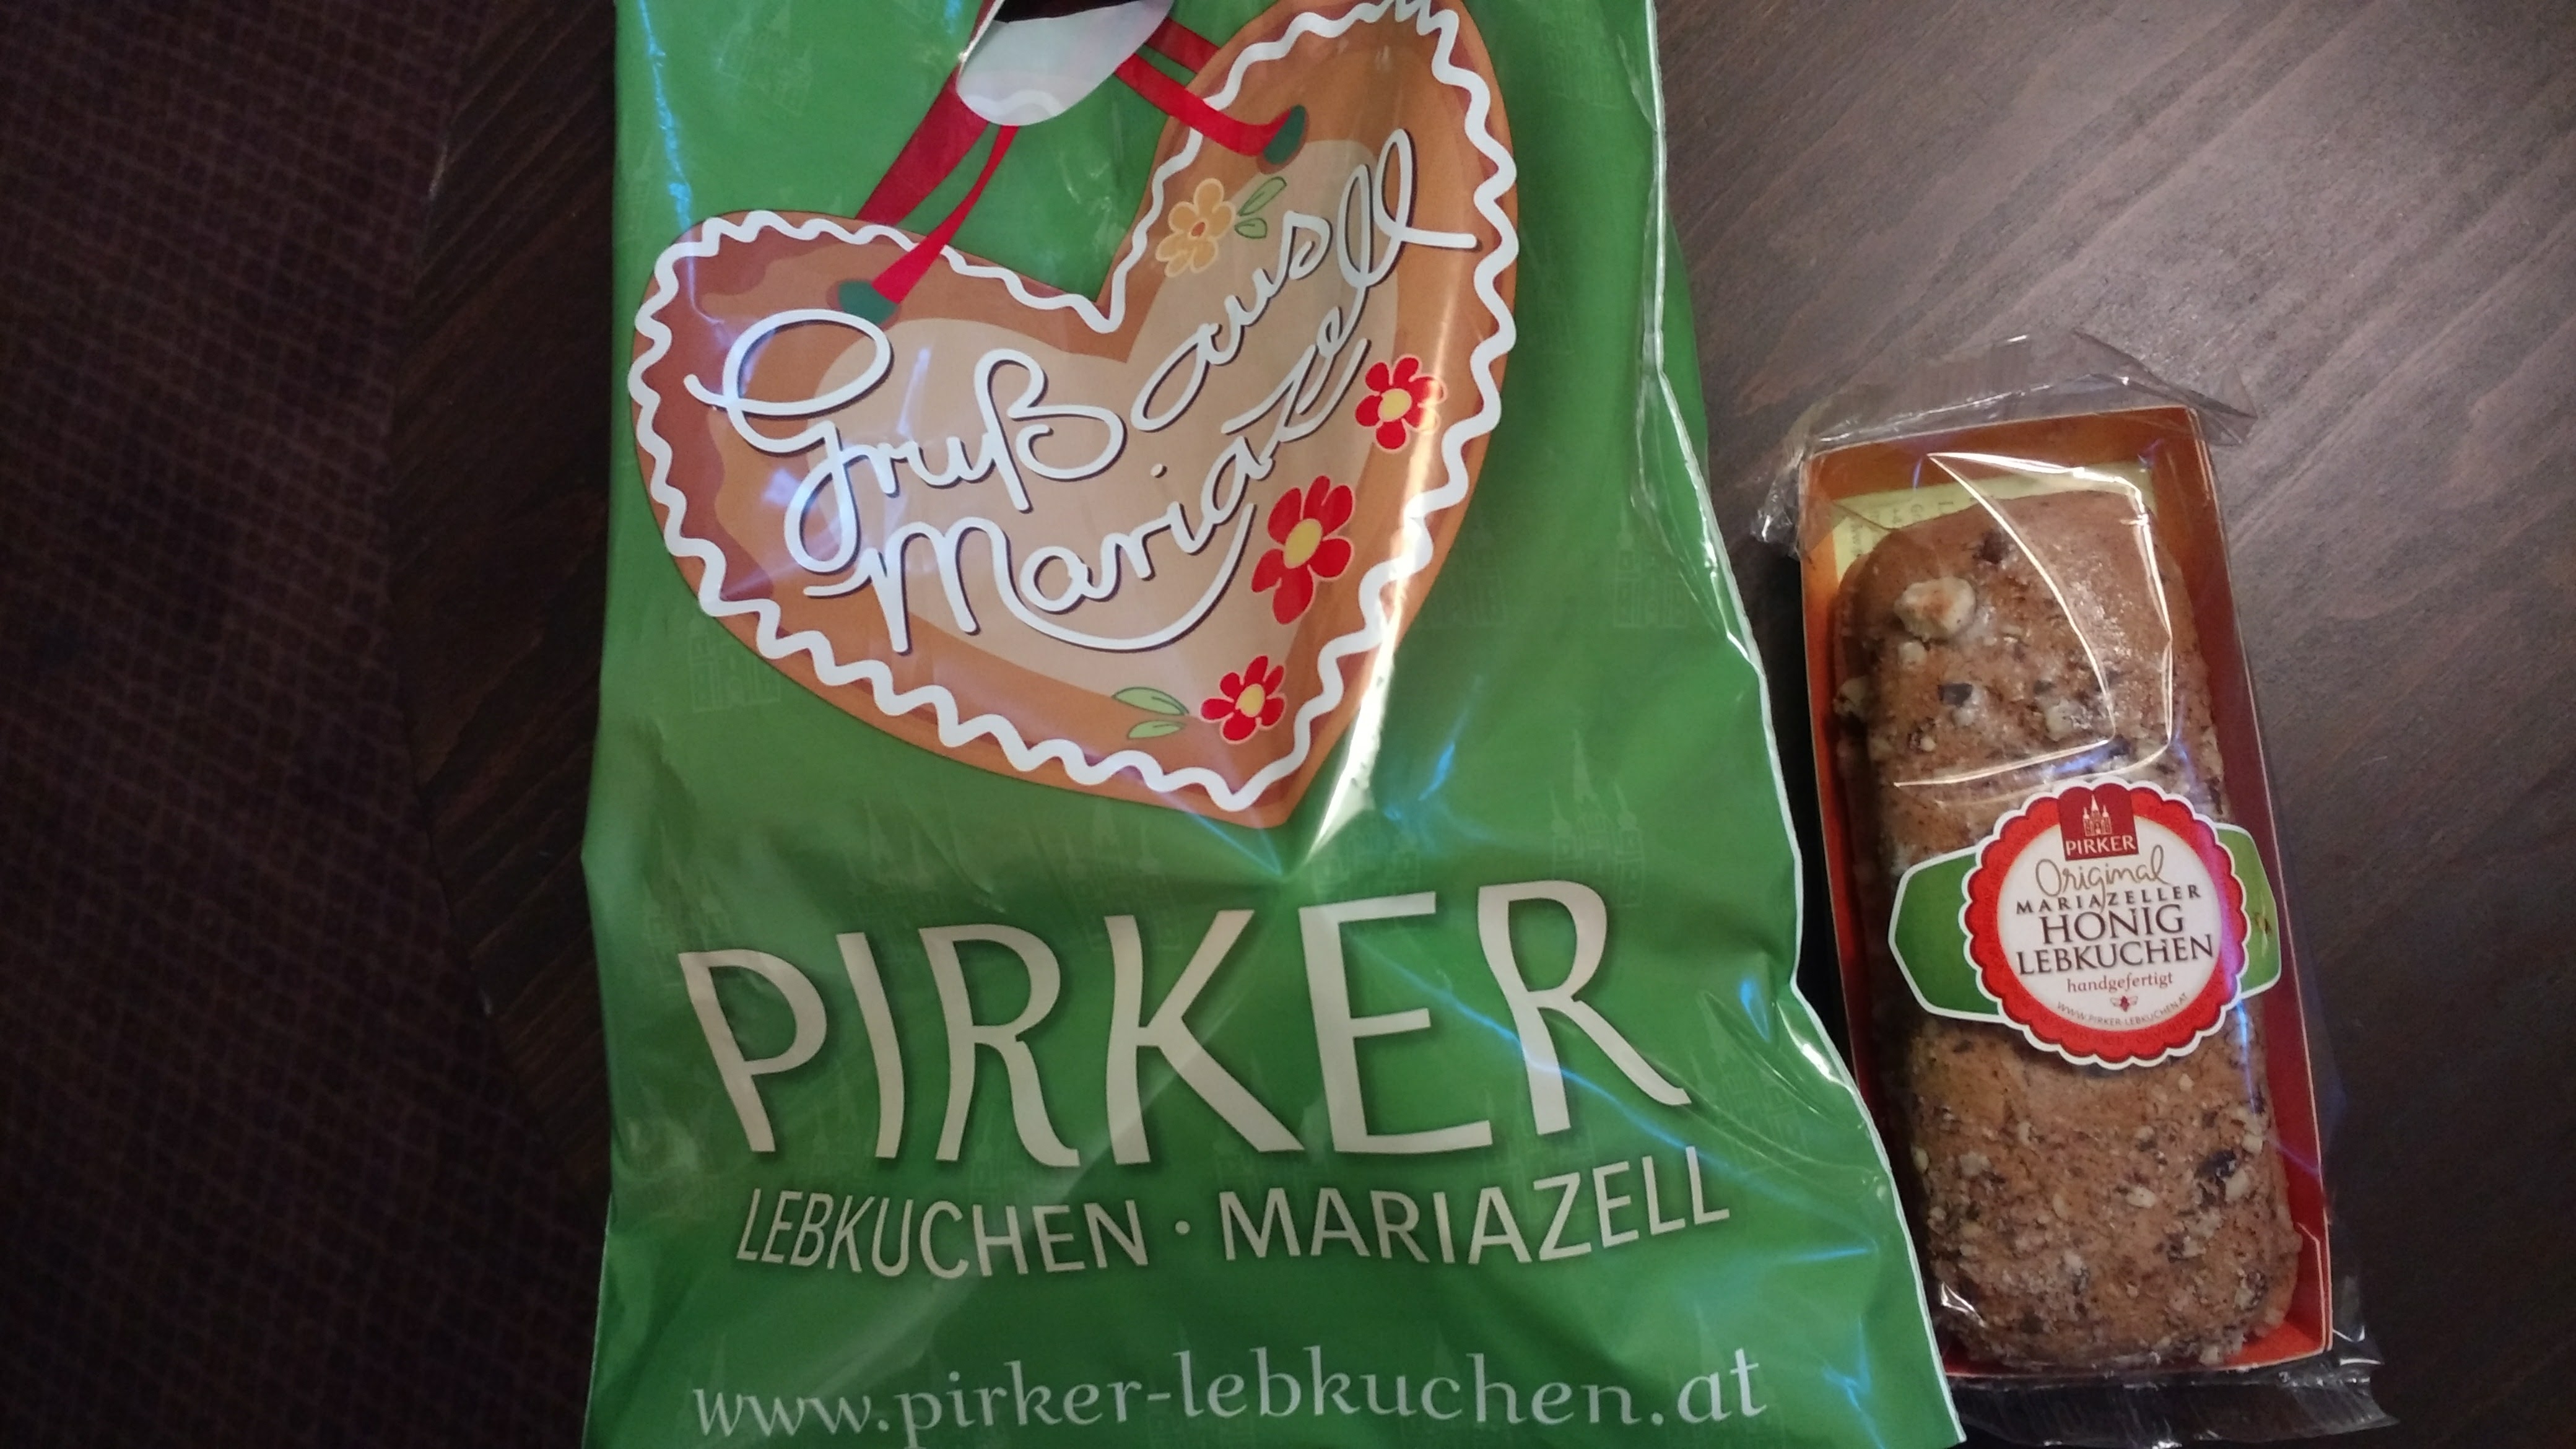 Gruß aus
Mariazell
PIRKER
LEBKUCHEN · MARIAZELL
www.pirker-lebkuchen.at
PIRKER
Original
MARIAZELLER
HONIG
LEBKUCHEN
handgefertigt
WWW.PIRKER-LEBKUCHEN.AT